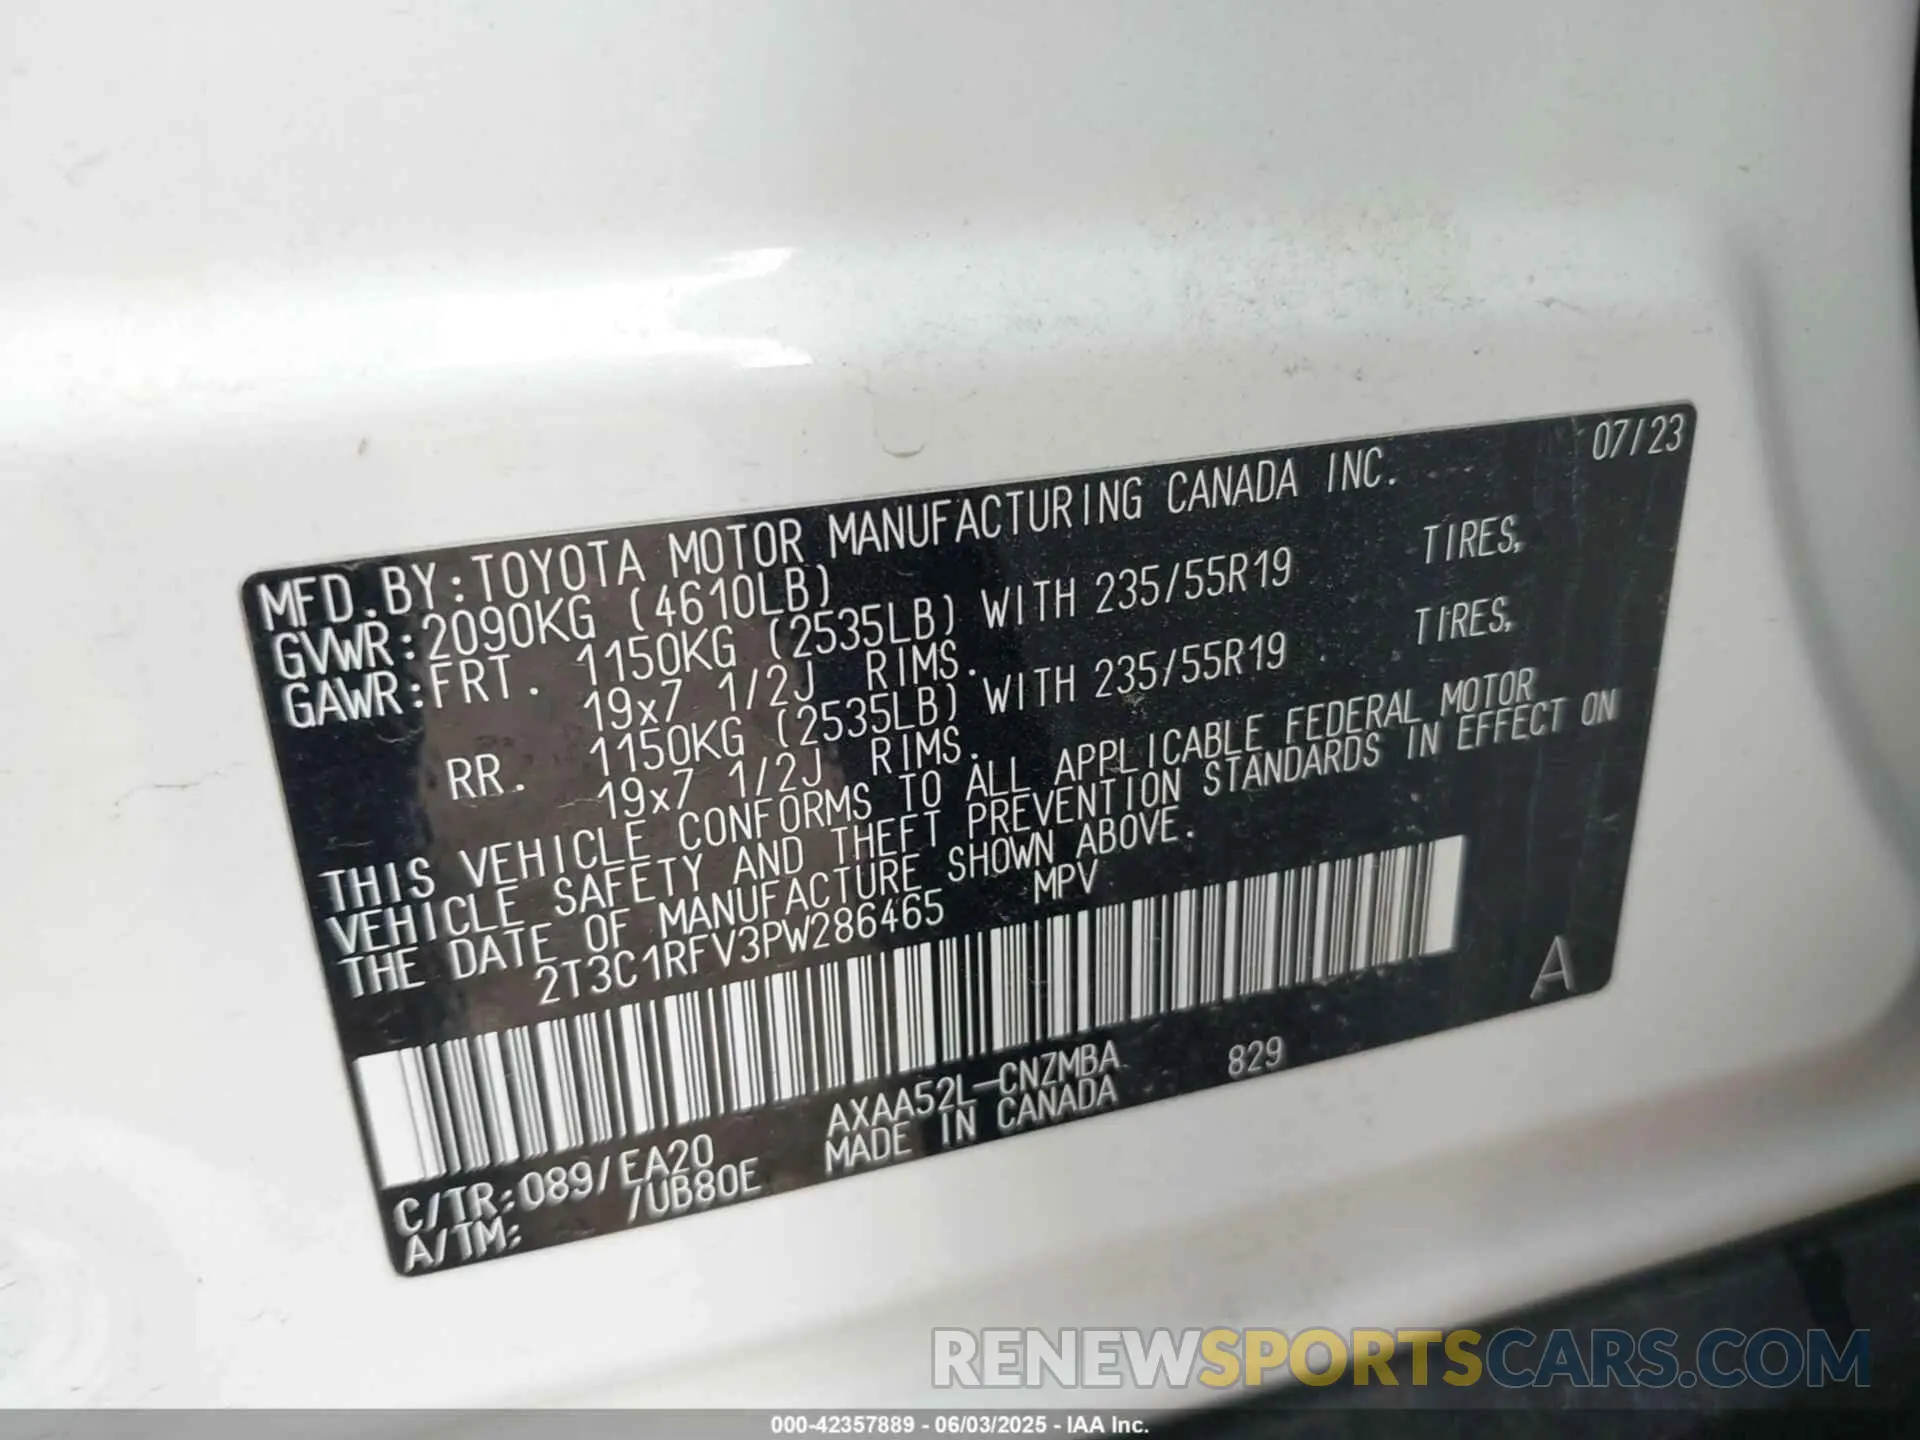 07/23
MFD.BY:TOYOTA MOTOR MANUFACTURING CANADA INC.
GVWR:2090KG (4610LB)
GAWR:FRT. 1150KG (2535LB) WITH 235/55R19 TIRES,
19x7 1/2J RIMS.
RR. 1150KG (2535LB) WITH 235/55R19 TIRES,
19x7 1/2J RIMS.
THIS VEHICLE CONFORMS TO ALL APPLICABLE FEDERAL MOTOR
VEHICLE SAFETY AND THEFT PREVENTION STANDARDS IN EFFECT ON
THE DATE OF MANUFACTURE SHOWN ABOVE.
2T3C1RFV3PW286465 MPV
A
C/TR:089/EA20 AXAA52L-CNZMBA 829
A/TM: /UB80E MADE IN CANADA
RENEWSPORTSCARS.COM
000-42357889 - 06/03/2025 - IAA Inc.